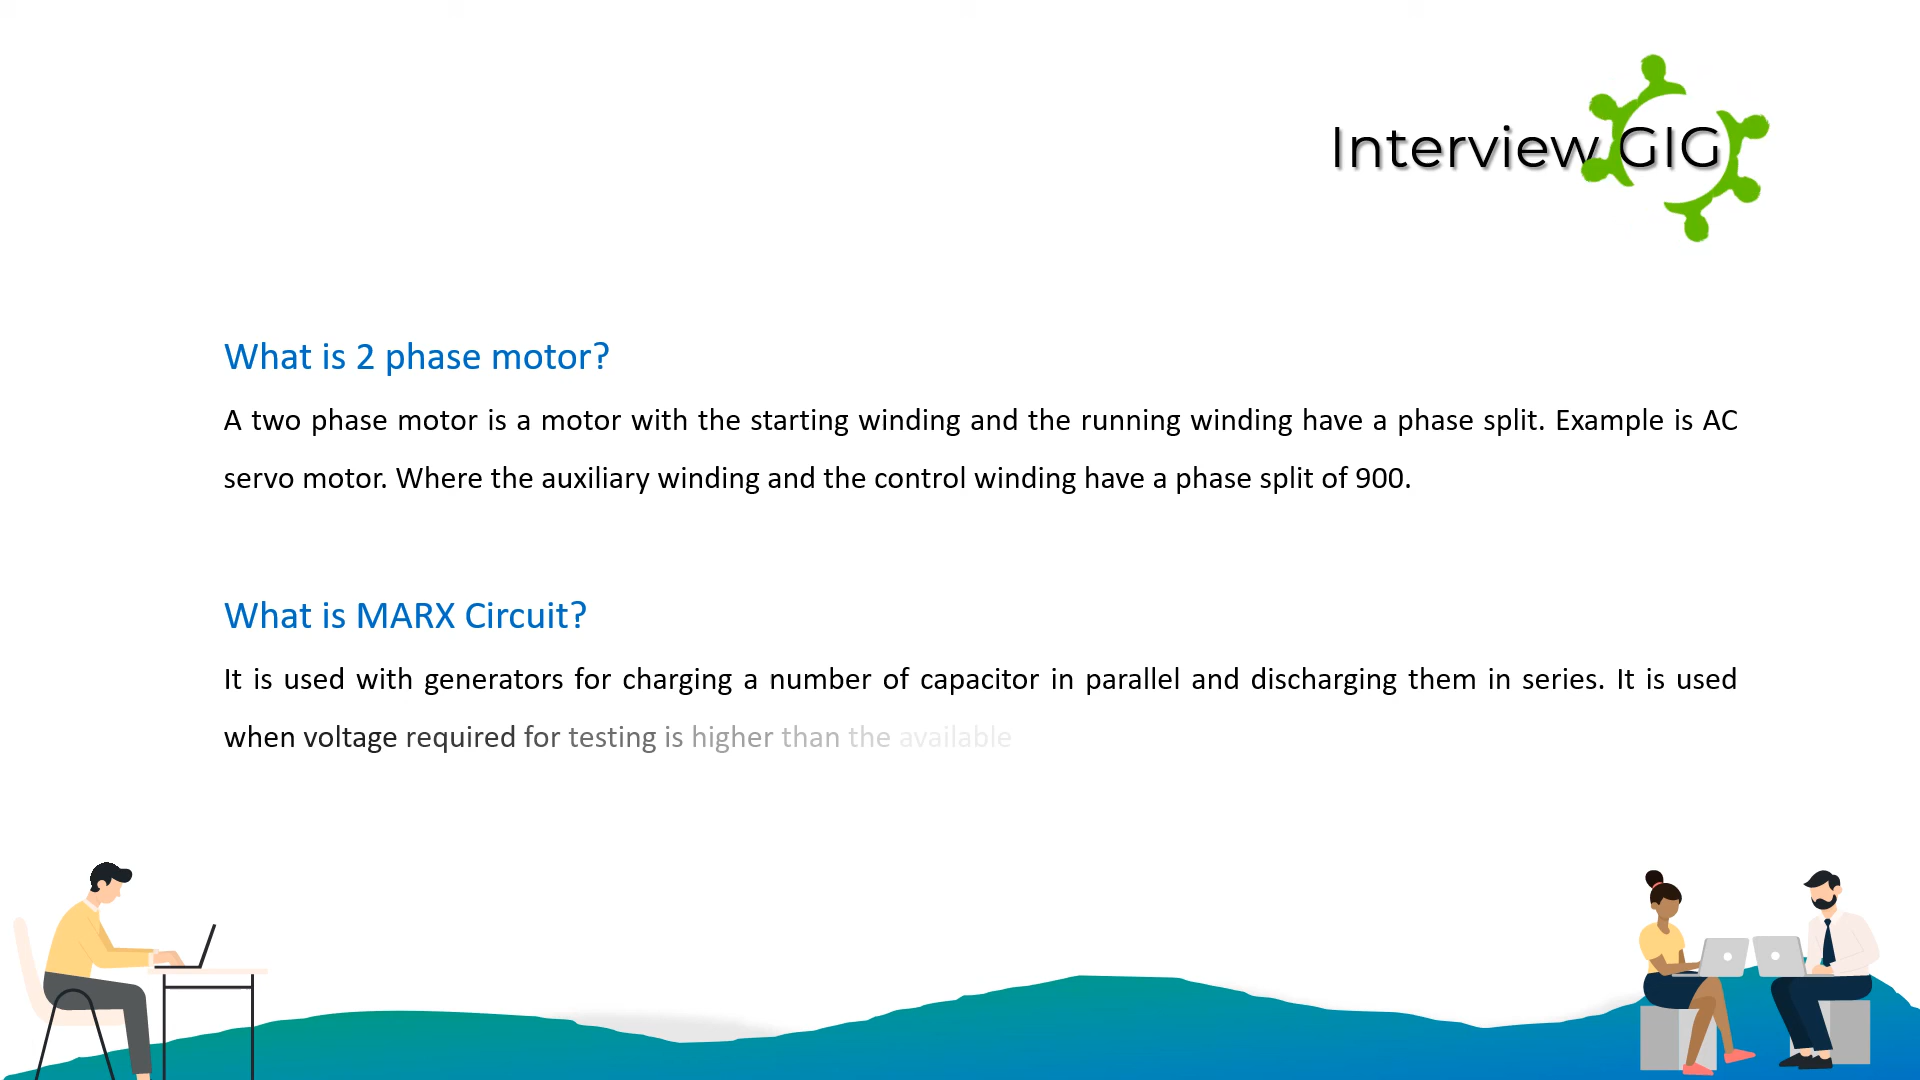 Interview GIG
What is 2 phase motor?
A two phase motor is a motor with the starting winding and the running winding have a phase split. Example is AC
servo motor. Where the auxiliary winding and the control winding have a phase split of 900.
What is MARX Circuit?
It is used with generators for charging a number of capacitor in parallel and discharging them in series. It is used
when voltage required for testing is higher than the available